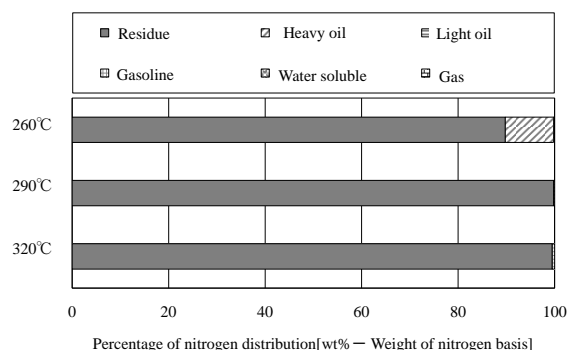 Residue Heavy oil Light oil
Gasoline Water soluble Gas
260℃
290℃
320℃
0 20 40 60 80 100
Percentage of nitrogen distribution[wt%－Weight of nitrogen basis]